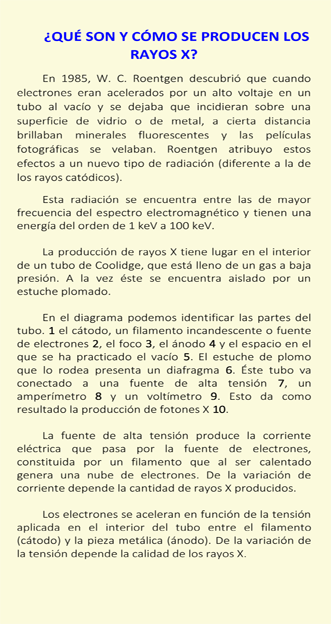 ¿QUÉ SON Y CÓMO SE PRODUCEN LOS
RAYOS X?
En 1985, W. C. Roentgen descubrió que cuando
electrones eran acelerados por un alto voltaje en un
tubo al vacío y se dejaba que incidieran sobre una
superficie de vidrio o de metal, a cierta distancia
brillaban minerales fluorescentes y las películas
fotográficas se velaban. Roentgen atribuyo estos
efectos a un nuevo tipo de radiación (diferente a la de
los rayos catódicos).
Esta radiación se encuentra entre las de mayor
frecuencia del espectro electromagnético y tienen una
energía del orden de 1 keV a 100 keV.
La producción de rayos X tiene lugar en el interior
de un tubo de Coolidge, que está lleno de un gas a baja
presión. A la vez éste se encuentra aislado por un
estuche plomado.
En el diagrama podemos identificar las partes del
tubo. 1 el cátodo, un filamento incandescente o fuente
de electrones 2, el foco 3, el ánodo 4 y el espacio en el
que se ha practicado el vacío 5. El estuche de plomo
que lo rodea presenta un diafragma 6. Éste tubo va
conectado a una fuente de alta tensión 7, un
amperímetro 8 y un voltímetro 9. Esto da como
resultado la producción de fotones X 10.
La fuente de alta tensión produce la corriente
eléctrica que pasa por la fuente de electrones,
constituida por un filamento que al ser calentado
genera una nube de electrones. De la variación de
corriente depende la cantidad de rayos X producidos.
Los electrones se aceleran en función de la tensión
aplicada en el interior del tubo entre el filamento
(cátodo) y la pieza metálica (ánodo). De la variación de
la tensión depende la calidad de los rayos X.